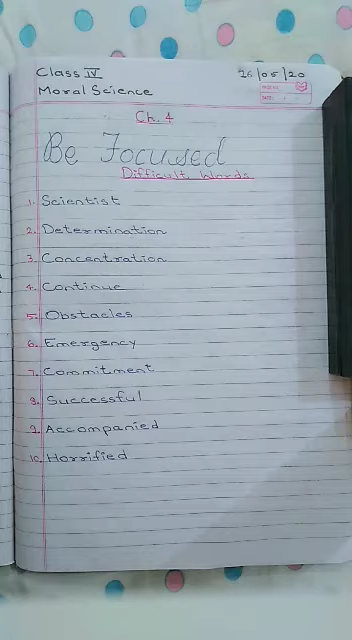 Class IV
26/05/20
Moral Science
Ch. 4
Be Focused
Difficult Words
1. Scientist
2. Determination
3. Concentration
4. Continue
5. Obstacles
6. Emergency
7. Commitment
8. Successful
9. Accompanied
10. Horrified